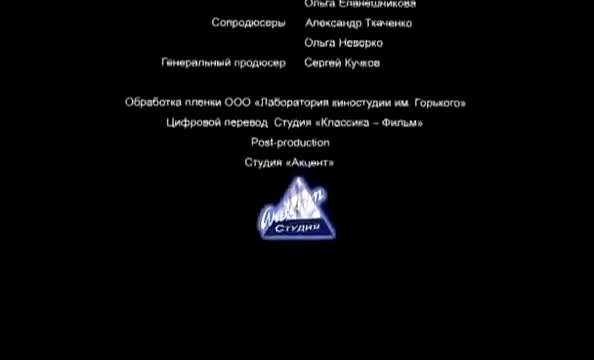 Ольга Еланешникова
Сопродюсеры Александр Ткаченко
Ольга Неверко
Генеральный продюсер Сергей Кучков
Обработка пленки ООО «Лаборатория киностудии им. Горького»
Цифровой перевод Студия «Классика – Фильм»
Post-production
Студия «Акцент»
Студия